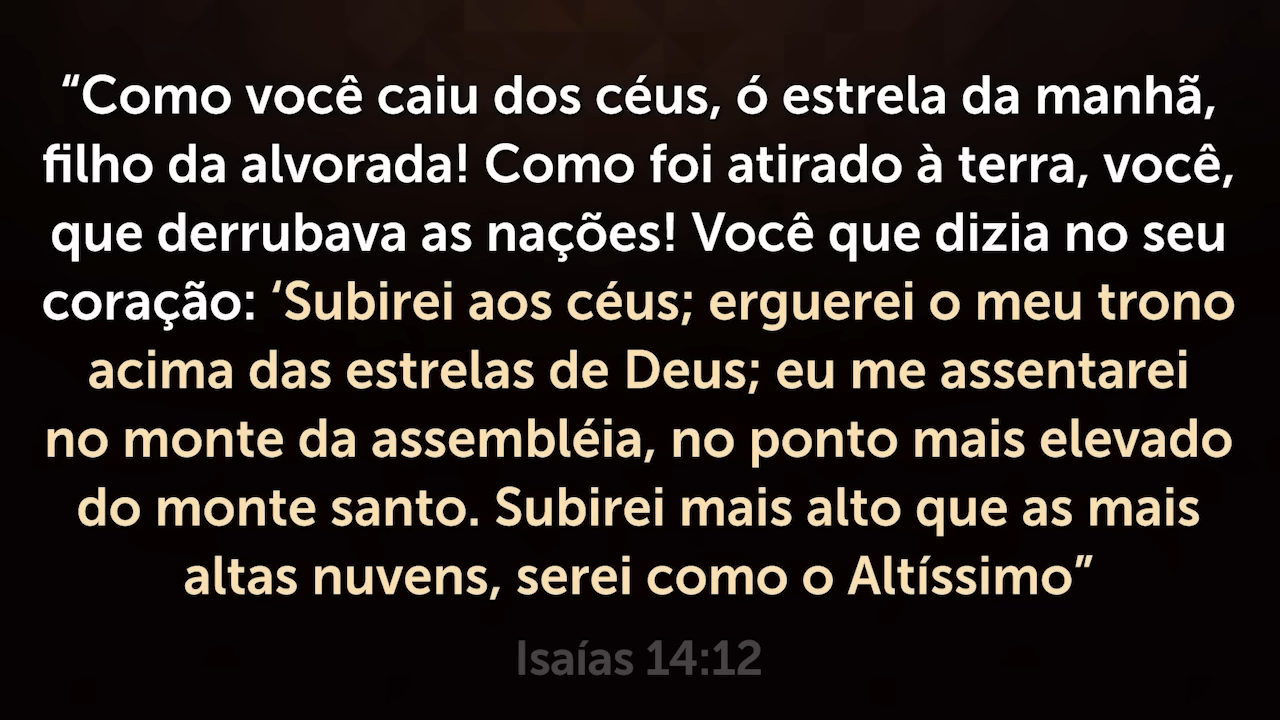 “Como você caiu dos céus, ó estrela da manhã,
filho da alvorada! Como foi atirado à terra, você,
que derrubava as nações! Você que dizia no seu
coração: ‘Subirei aos céus; erguerei o meu trono
acima das estrelas de Deus; eu me assentarei
no monte da assembléia, no ponto mais elevado
do monte santo. Subirei mais alto que as mais
altas nuvens, serei como o Altíssimo”
Isaías 14:12